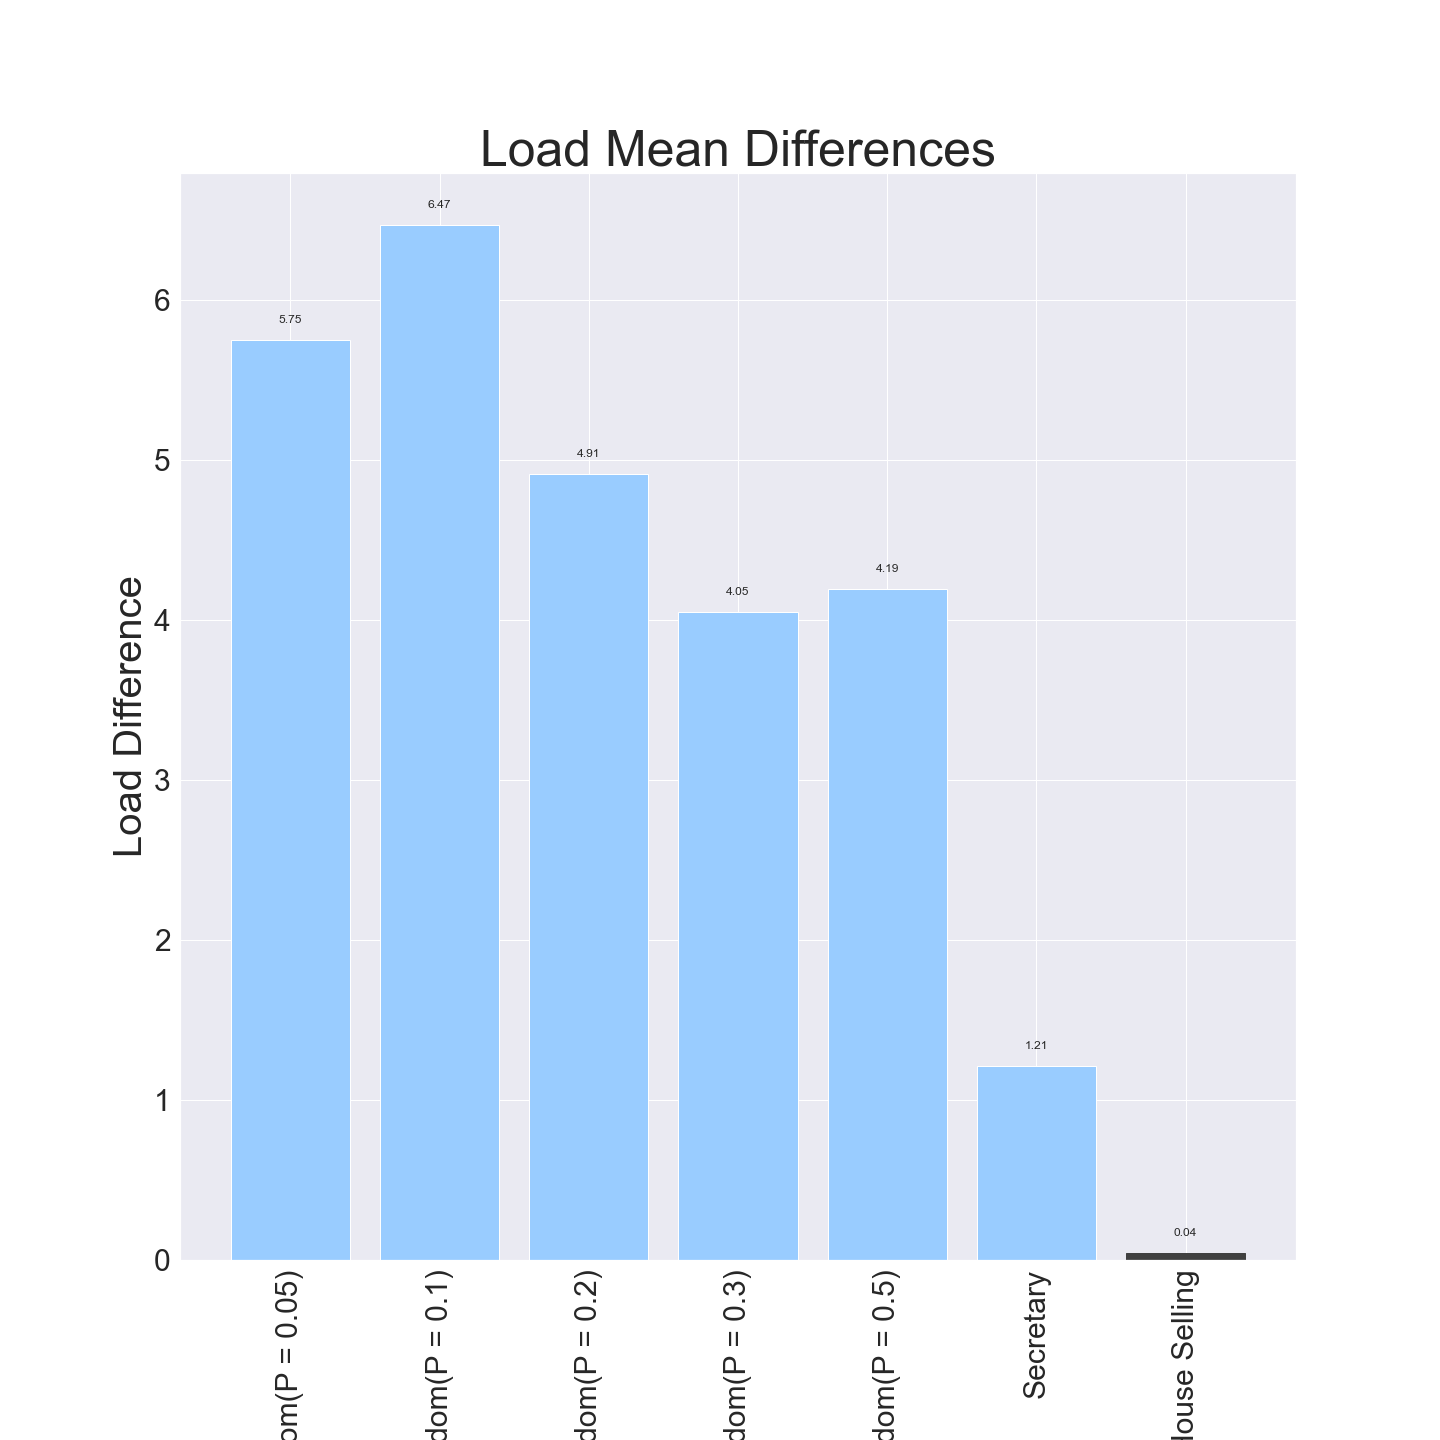 Load Mean Differences
6.47
5.75
4.91
4.05
4.19
1.21
0.04
Load Difference
6
5
4
3
2
1
0
om(P = 0.05)
dom(P = 0.1)
dom(P = 0.2)
dom(P = 0.3)
dom(P = 0.5)
Secretary
House Selling